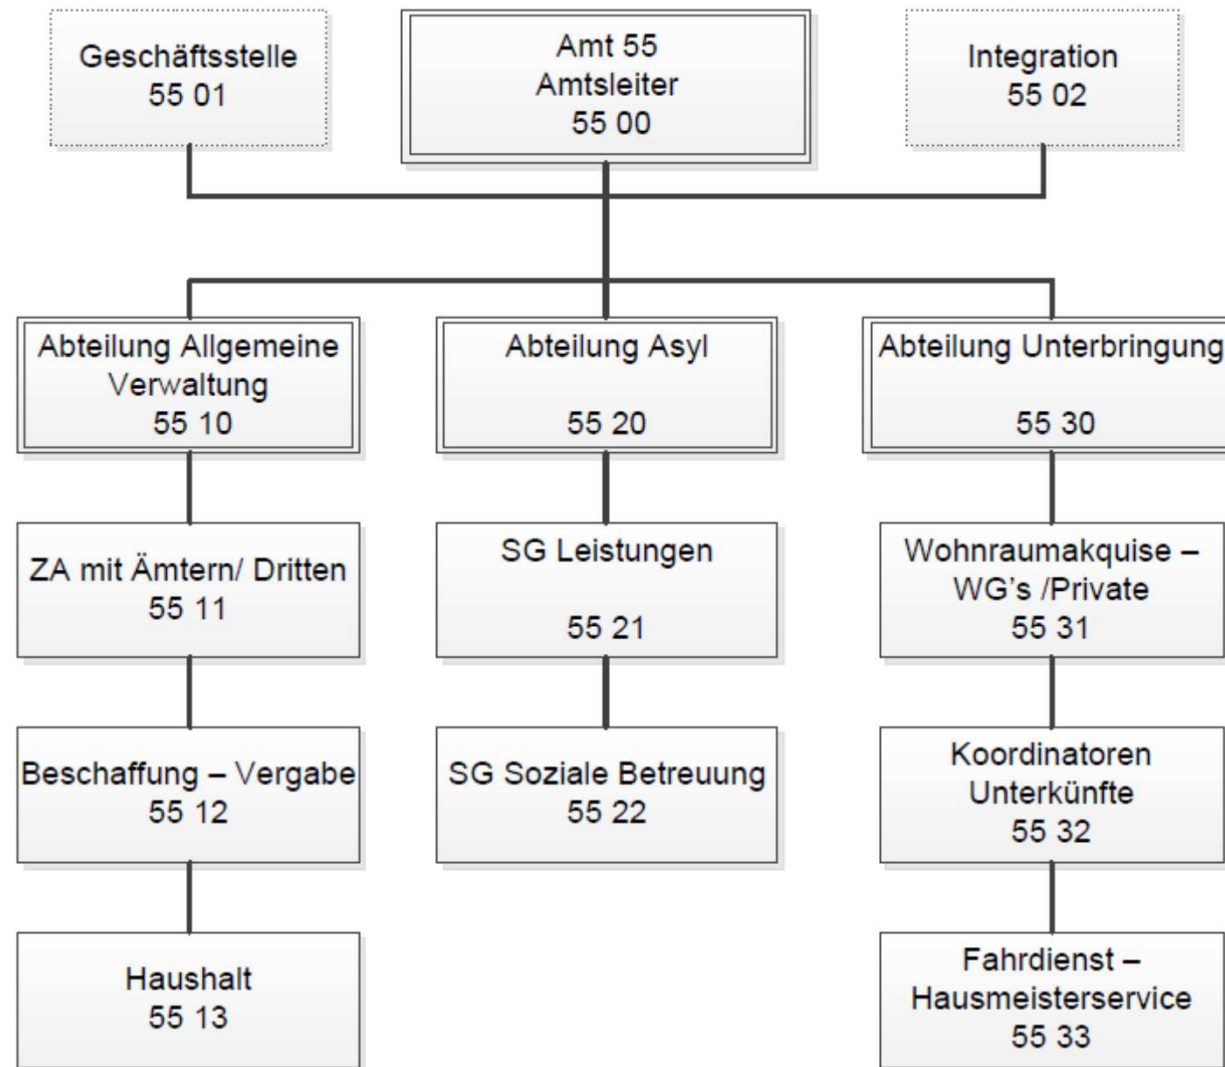 Geschäftsstelle
55 01
Amt 55
Amtsleiter
55 00
Integration
55 02
Abteilung Allgemeine
Verwaltung
55 10
Abteilung Asyl
55 20
Abteilung Unterbringung
55 30
ZA mit Ämtern/ Dritten
55 11
SG Leistungen
55 21
Wohnraumakquise –
WG's /Private
55 31
Beschaffung – Vergabe
55 12
SG Soziale Betreuung
55 22
Koordinatoren
Unterkünfte
55 32
Haushalt
55 13
Fahrdienst –
Hausmeisterservice
55 33